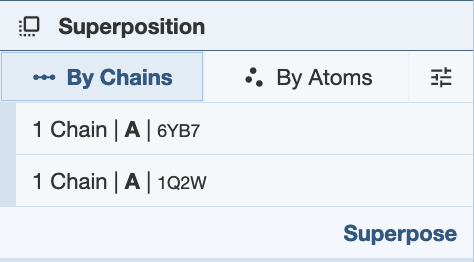 Superposition
By Chains By Atoms
1 Chain | A | 6YB7
1 Chain | A | 1Q2W
Superpose